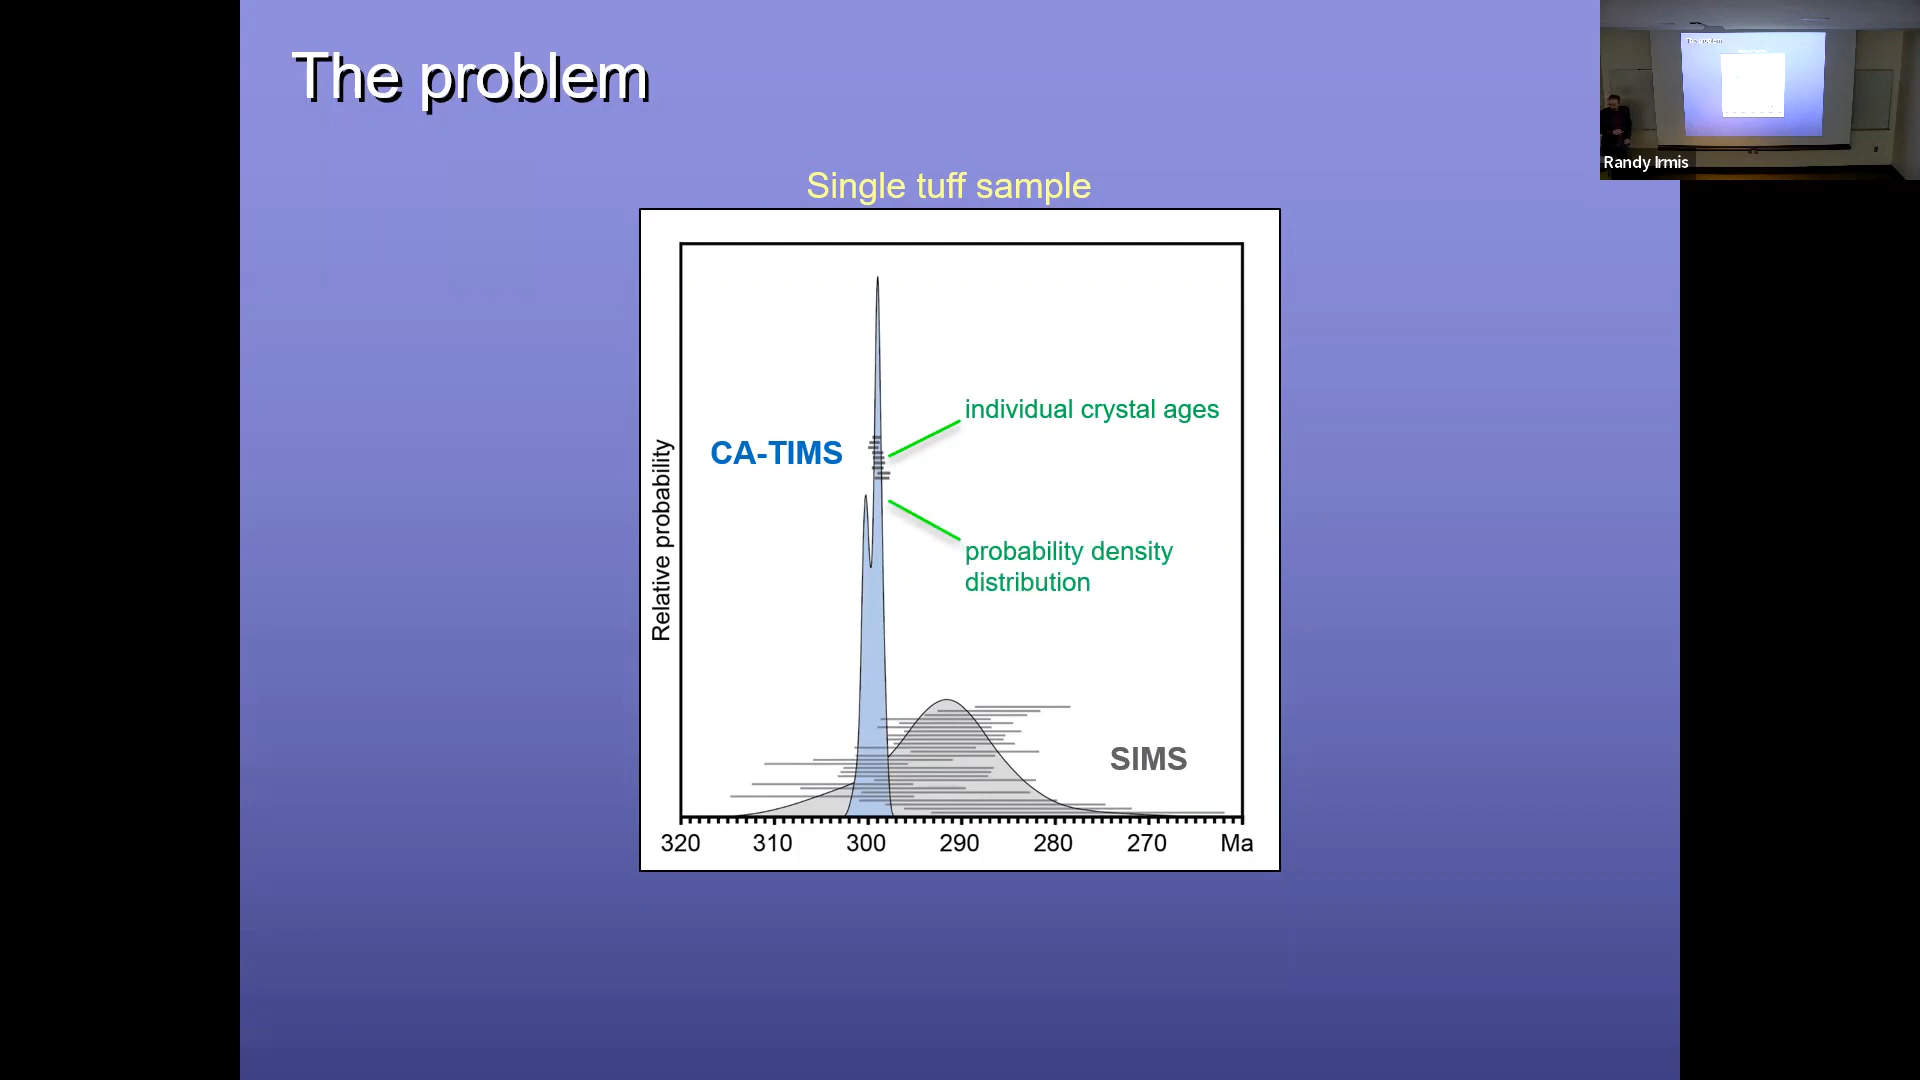 The problem
Randy Irmis
Single tuff sample
individual crystal ages
CA-TIMS
probability density
distribution
Relative probability
SIMS
320 310 300 290 280 270 Ma